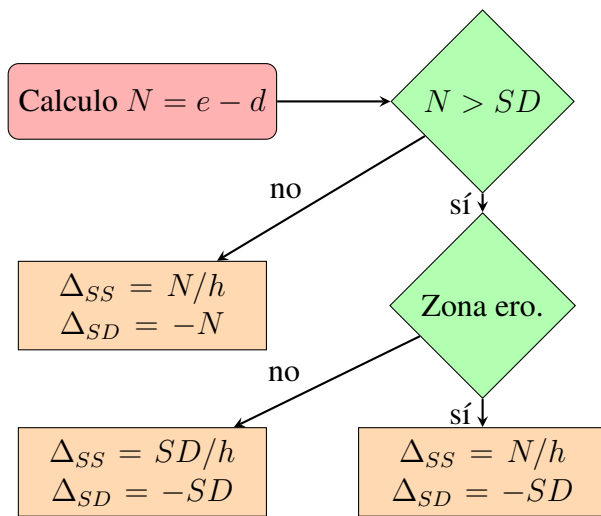 Calculo N = e − d
N > SD
no
sí
Δ_SS = N/h
Δ_SD = −N
Zona ero.
no
sí
Δ_SS = SD/h
Δ_SD = −SD
Δ_SS = N/h
Δ_SD = −SD